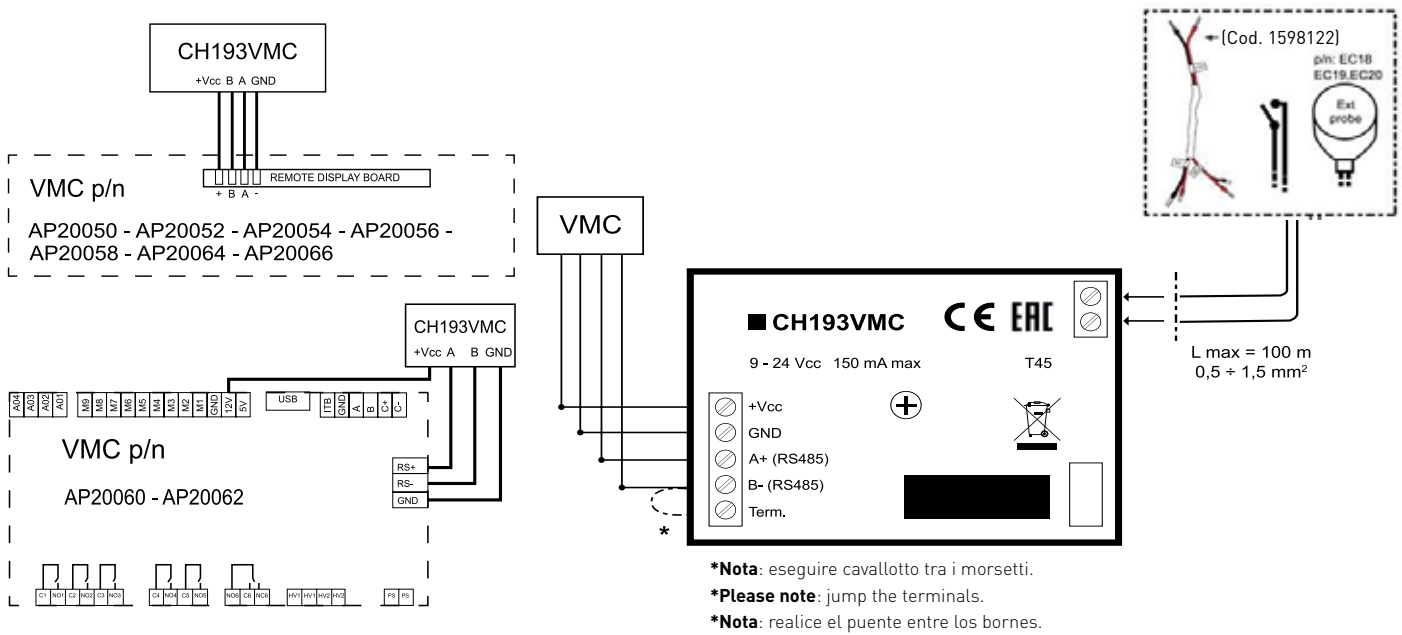 CH193VMC
+Vcc B A GND
REMOTE DISPLAY BOARD
+ B A -
VMC p/n
AP20050 - AP20052 - AP20054 - AP20056 -
AP20058 - AP20064 - AP20066
CH193VMC
+Vcc A B GND
A04 A03 A02 A01 M9 M8 M7 M6 M5 M4 M3 M2 M1 GND 12V 5V USB ITB GND A B C+ C-
VMC p/n
AP20060 - AP20062
RS+
RS-
GND
C1 NO1 C2 NO2 C3 NO3 C4 NO4 C5 NO5 NO6 C6 NC6 HV1 HV1 HV2 HV2 PS PS
VMC
CH193VMC CE EAC
9 - 24 Vcc 150 mA max T45
+Vcc
GND
A+ (RS485)
B- (RS485)
Term.
*
(Cod. 1598122)
p/n: EC18
EC19,EC20
Ext
probe
L max = 100 m
0,5 ÷ 1,5 mm²
*Nota: eseguire cavallotto tra i morsetti.
*Please note: jump the terminals.
*Nota: realice el puente entre los bornes.